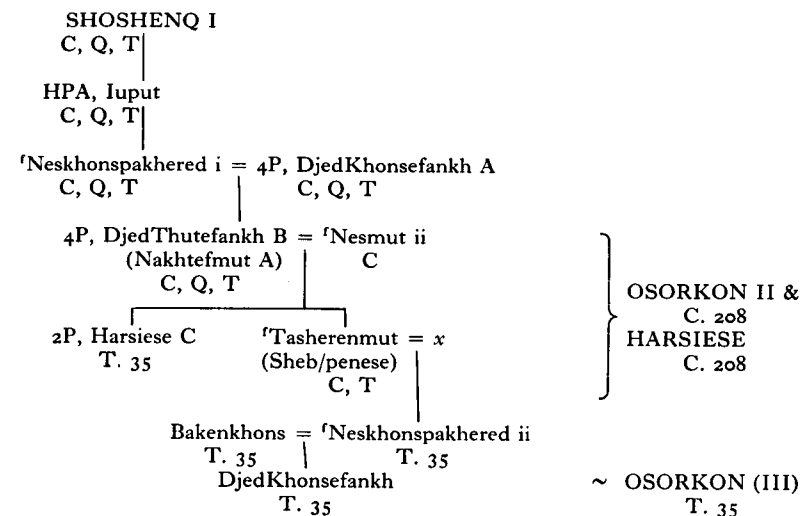 SHOSHENQ I
C, Q, T
HPA, Iuput
C, Q, T
ᶠNeskhonspakhered i = 4P, DjedKhonsefankh A
C, Q, T C, Q, T
4P, DjedThutefankh B = ᶠNesmut ii
(Nakhtefmut A) C
C, Q, T
OSORKON II &
C. 208
2P, Harsiese C ᶠTasherenmut = x HARSIESE
T. 35 (Sheb/penese) C. 208
C, T
Bakenkhons = ᶠNeskhonspakhered ii
T. 35 T. 35
DjedKhonsefankh ~ OSORKON (III)
T. 35 T. 35